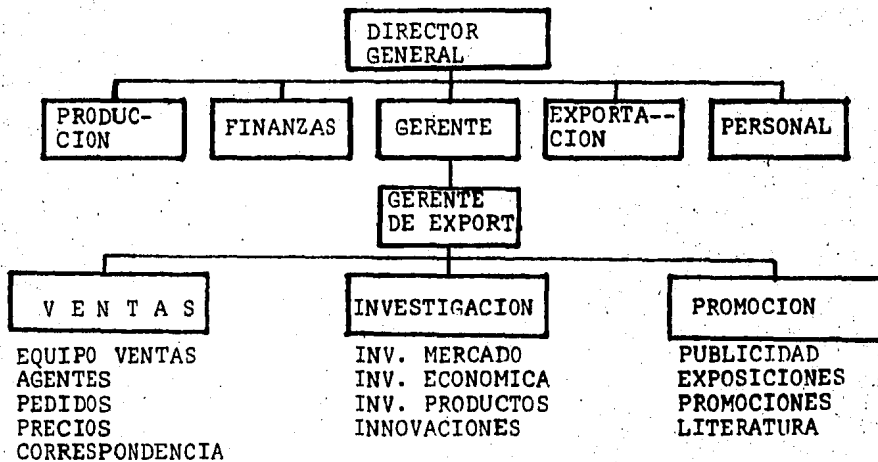 DIRECTOR
GENERAL
PRODUC-
CION
FINANZAS
GERENTE
EXPORTA--
CION
PERSONAL
GERENTE
DE EXPORT.
V E N T A S
INVESTIGACION
PROMOCION
EQUIPO VENTAS
AGENTES
PEDIDOS
PRECIOS
CORRESPONDENCIA
INV. MERCADO
INV. ECONOMICA
INV. PRODUCTOS
INNOVACIONES
PUBLICIDAD
EXPOSICIONES
PROMOCIONES
LITERATURA